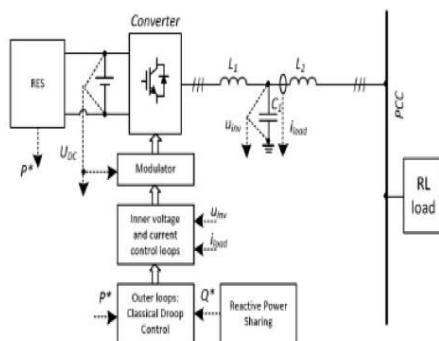 Converter
RES
L1
L2
C1
uinv
iload
PCC
RL
load
P*
UDC
Modulator
Inner voltage
and current
control loops
uinv
iload
P*
Outer loops:
Classical Droop
Control
Q*
Reactive Power
Sharing